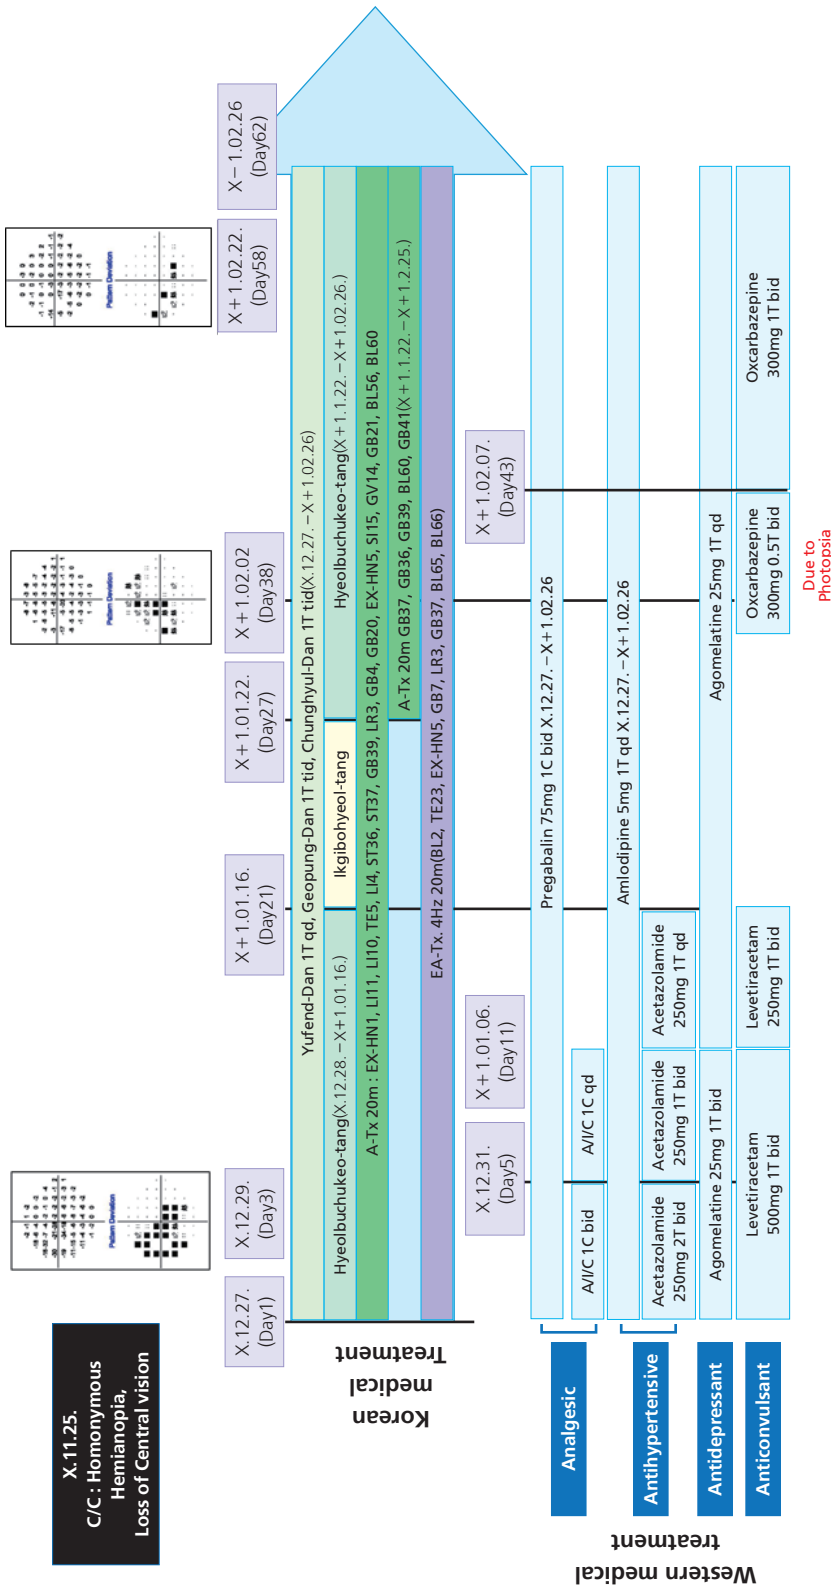 X.11.25.
C/C : Homonymous
Hemianopia,
Loss of Central vision
Pattern Deviation
Pattern Deviation
Pattern Deviation
X.12.27.
(Day1)
X.12.29.
(Day3)
X+1.01.16.
(Day21)
X+1.01.22.
(Day27)
X+1.02.02
(Day38)
X+1.02.22.
(Day58)
X−1.02.26
(Day62)
Korean
medical
Treatment
Yufend-Dan 1T qd, Geopung-Dan 1T tid, Chunghyul-Dan 1T tid(X.12.27.−X+1.02.26)
Hyeolbuchukeo-tang(X.12.28.−X+1.01.16.)
Ikgibohyeol-tang
Hyeolbuchukeo-tang(X+1.1.22.−X+1.02.26.)
A-Tx 20m : EX-HN1, LI11, LI10, TE5, LI4, ST36, ST37, GB39, LR3, GB4, GB20, EX-HN5, SI15, GV14, GB21, BL56, BL60
A-Tx 20m GB37, GB36, GB39, BL60, GB41(X+1.1.22.−X+1.2.25.)
EA-Tx. 4Hz 20m(BL2, TE23, EX-HN5, GB7, LR3, GB37, BL65, BL66)
X.12.31.
(Day5)
X+1.01.06.
(Day11)
X+1.02.07.
(Day43)
Western medical
treatment
Analgesic
Pregabalin 75mg 1C bid X.12.27.−X+1.02.26
A/I/C 1C bid
A/I/C 1C qd
Antihypertensive
Amlodipine 5mg 1T qd X.12.27.−X+1.02.26
Acetazolamide
250mg 2T bid
Acetazolamide
250mg 1T bid
Acetazolamide
250mg 1T qd
Antidepressant
Agomelatine 25mg 1T bid
Agomelatine 25mg 1T qd
Anticonvulsant
Levetiracetam
500mg 1T bid
Levetiracetam
250mg 1T bid
Oxcarbazepine
300mg 0.5T bid
Oxcarbazepine
300mg 1T bid
Due to
Photopsia